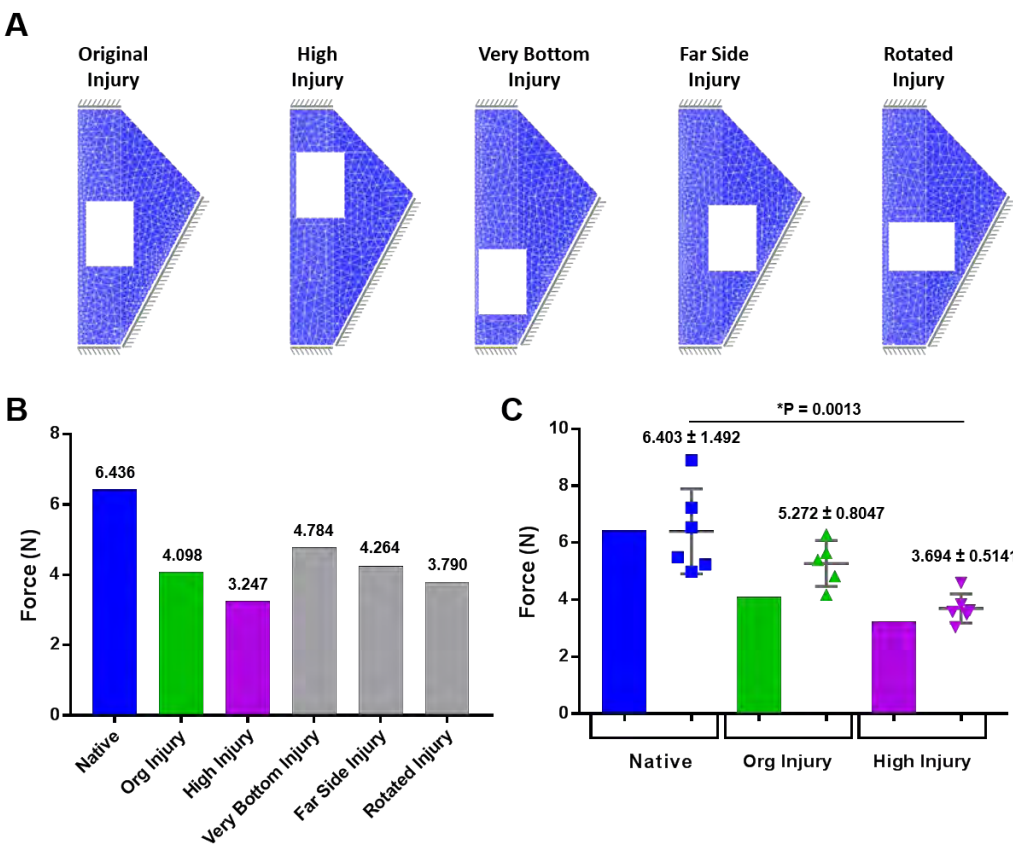 A
Original
Injury
High
Injury
Very Bottom
Injury
Far Side
Injury
Rotated
Injury
B
Force (N)
8
6
4
2
0
6.436
4.098
3.247
4.784
4.264
3.790
Native
Org Injury
High Injury
Very Bottom Injury
Far Side Injury
Rotated Injury
C
Force (N)
10
8
6
4
2
0
*P = 0.0013
6.403 ± 1.492
5.272 ± 0.8047
3.694 ± 0.5141
Native
Org Injury
High Injury